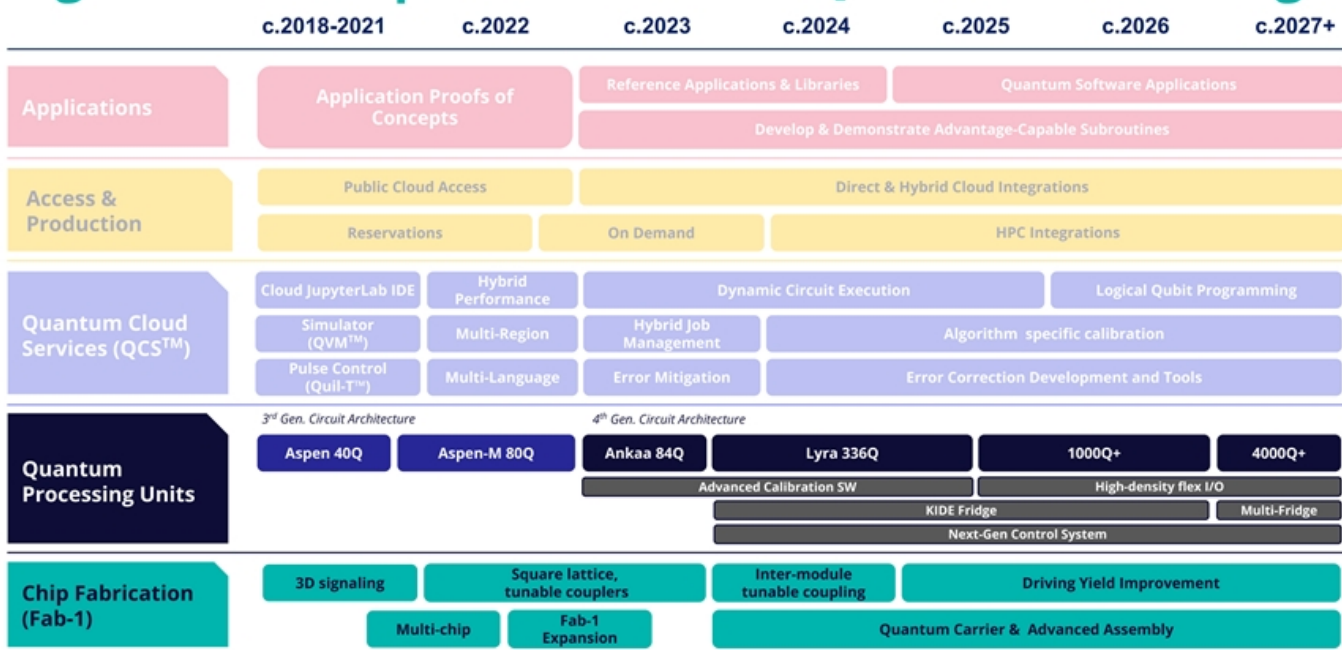 c.2018-2021 c.2022 c.2023 c.2024 c.2025 c.2026 c.2027+
Applications
Application Proofs of
Concepts
Reference Applications & Libraries
Quantum Software Applications
Develop & Demonstrate Advantage-Capable Subroutines
Access &
Production
Public Cloud Access
Direct & Hybrid Cloud Integrations
Reservations
On Demand
HPC Integrations
Quantum Cloud
Services (QCS™)
Cloud JupyterLab IDE
Hybrid
Performance
Dynamic Circuit Execution
Logical Qubit Programming
Simulator
(QVM™)
Multi-Region
Hybrid Job
Management
Algorithm specific calibration
Pulse Control
(Quil-T™)
Multi-Language
Error Mitigation
Error Correction Development and Tools
Quantum
Processing Units
3rd Gen. Circuit Architecture
4th Gen. Circuit Architecture
Aspen 40Q
Aspen-M 80Q
Ankaa 84Q
Lyra 336Q
1000Q+
4000Q+
Advanced Calibration SW
High-density flex I/O
KIDE Fridge
Multi-Fridge
Next-Gen Control System
Chip Fabrication
(Fab-1)
3D signaling
Square lattice,
tunable couplers
Inter-module
tunable coupling
Driving Yield Improvement
Multi-chip
Fab-1
Expansion
Quantum Carrier & Advanced Assembly